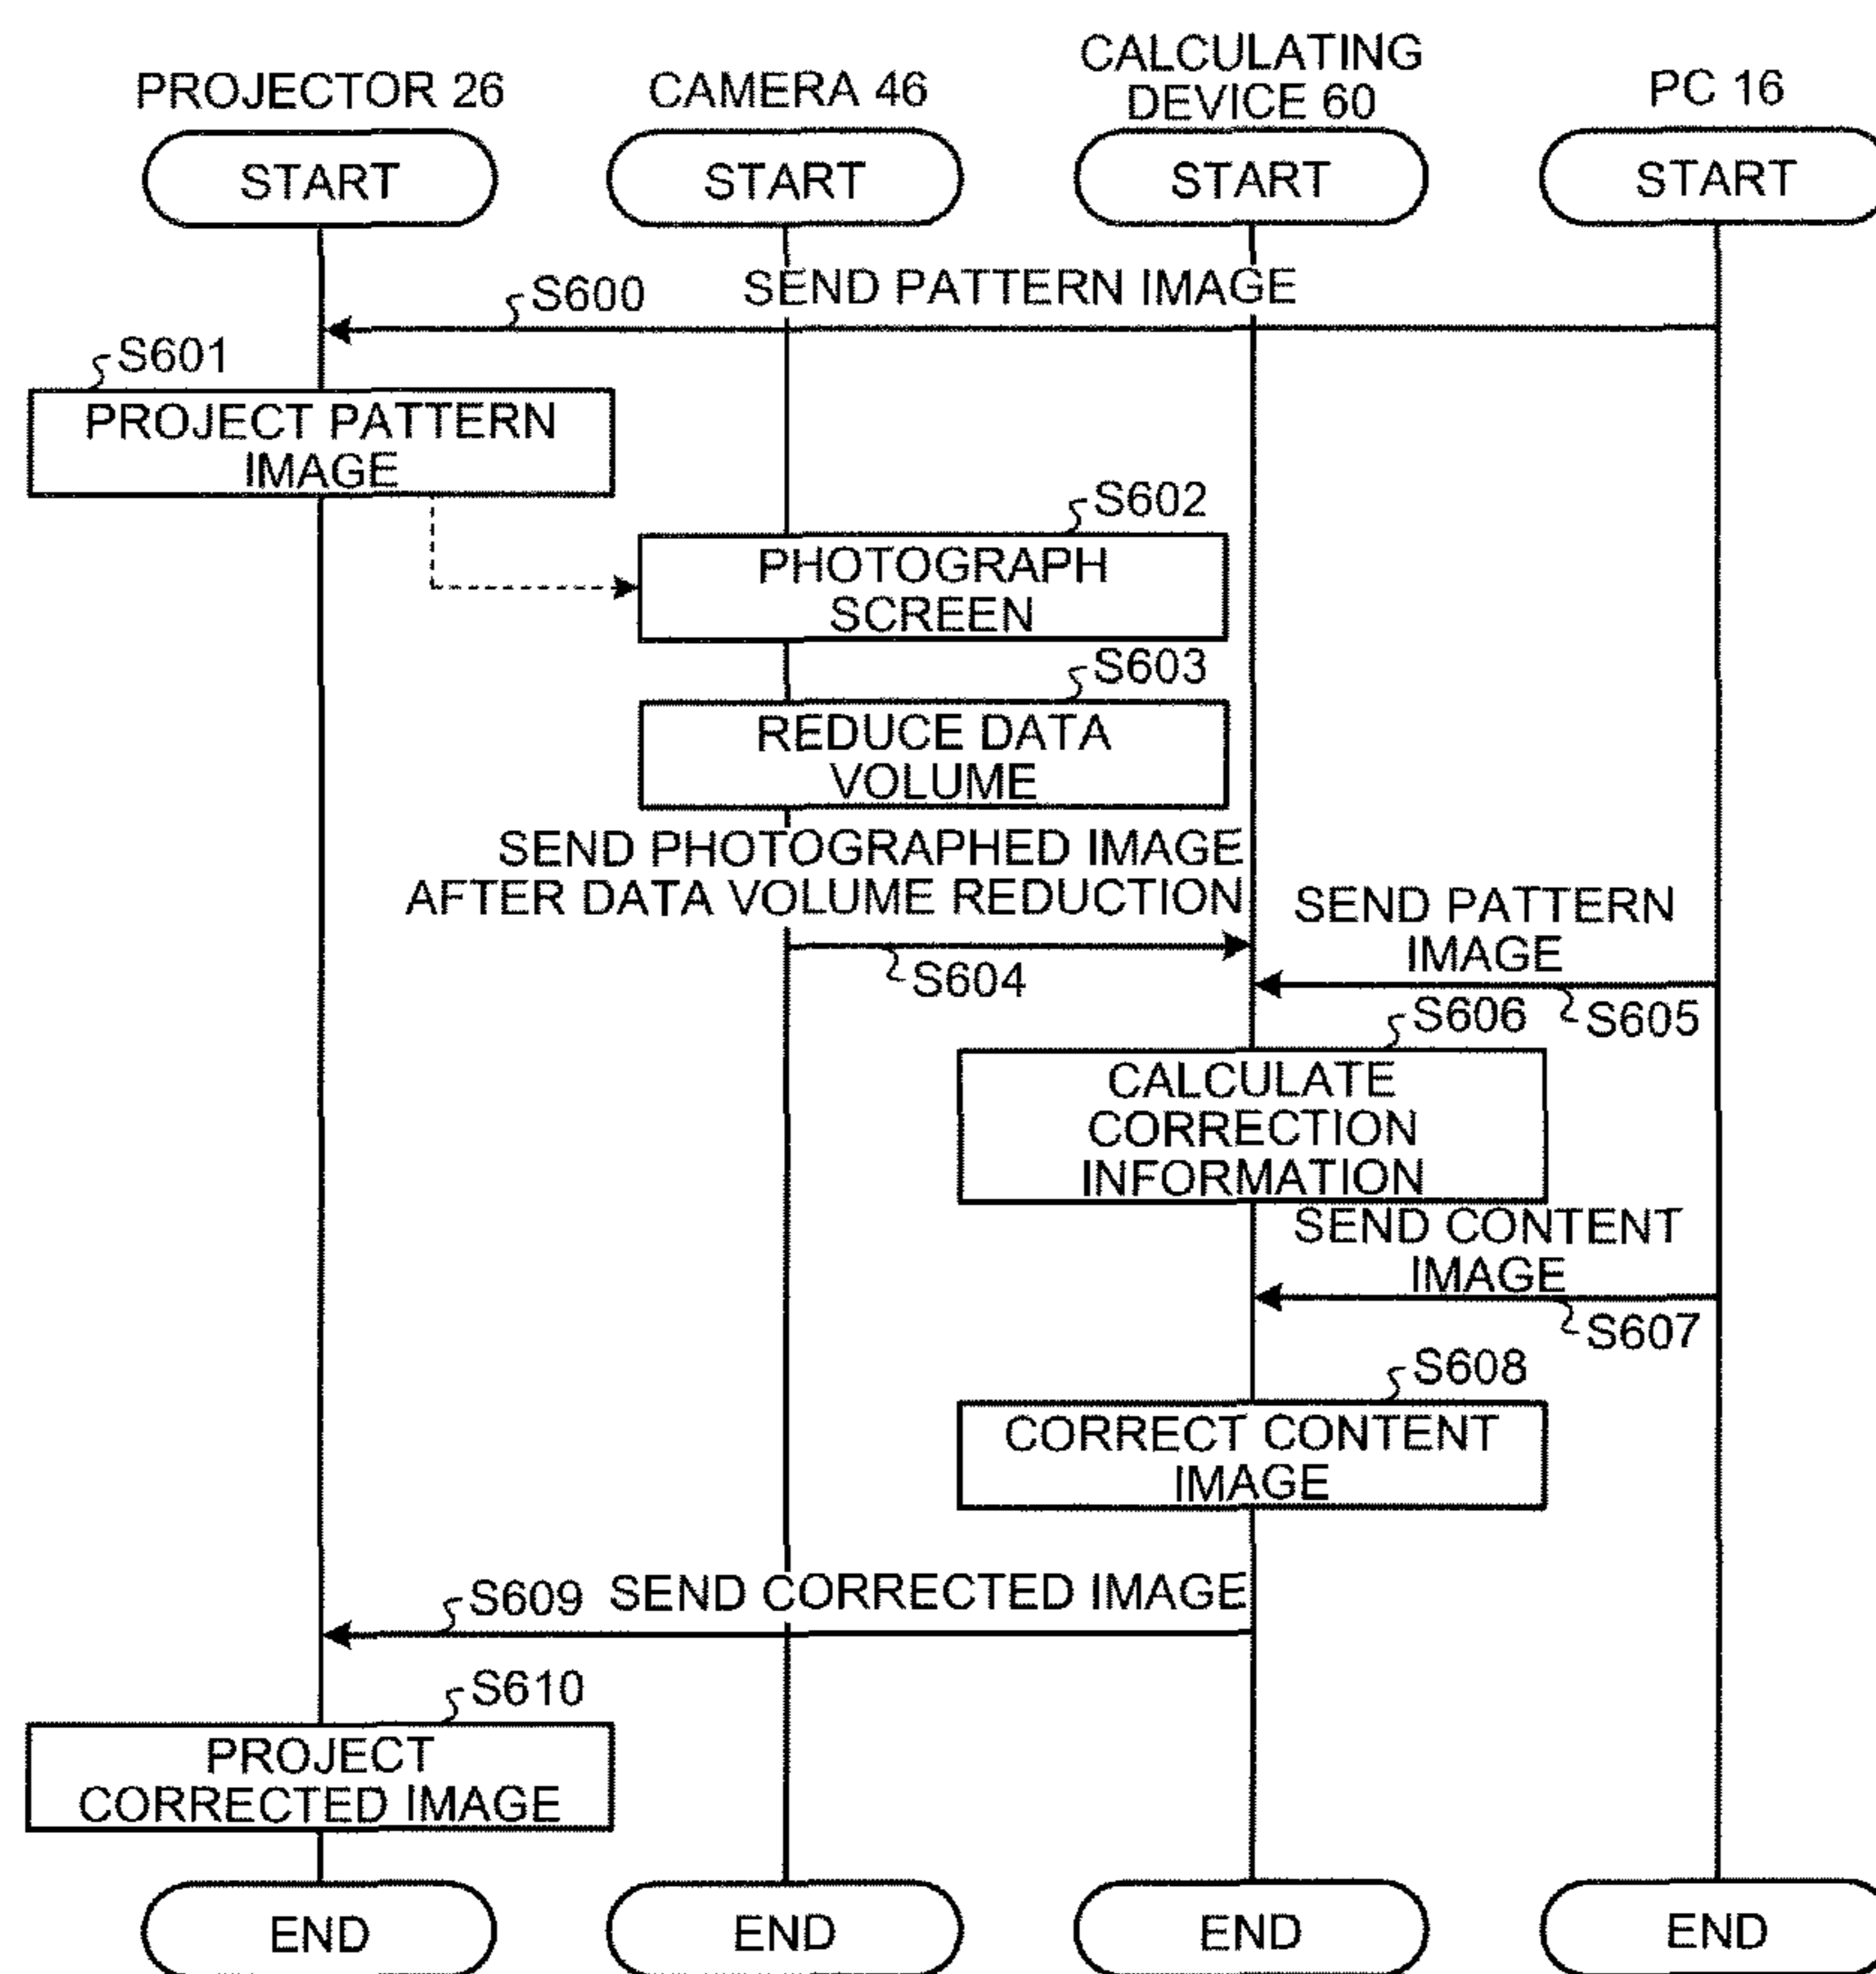 PROJECTOR 26
CAMERA 46
CALCULATING
DEVICE 60
PC 16
START
START
START
START
S600
SEND PATTERN IMAGE
S601
PROJECT PATTERN
IMAGE
S602
PHOTOGRAPH
SCREEN
S603
REDUCE DATA
VOLUME
SEND PHOTOGRAPHED IMAGE
AFTER DATA VOLUME REDUCTION
S604
SEND PATTERN
IMAGE
S605
S606
CALCULATE
CORRECTION
INFORMATION
SEND CONTENT
IMAGE
S607
S608
CORRECT CONTENT
IMAGE
S609
SEND CORRECTED IMAGE
S610
PROJECT
CORRECTED IMAGE
END
END
END
END